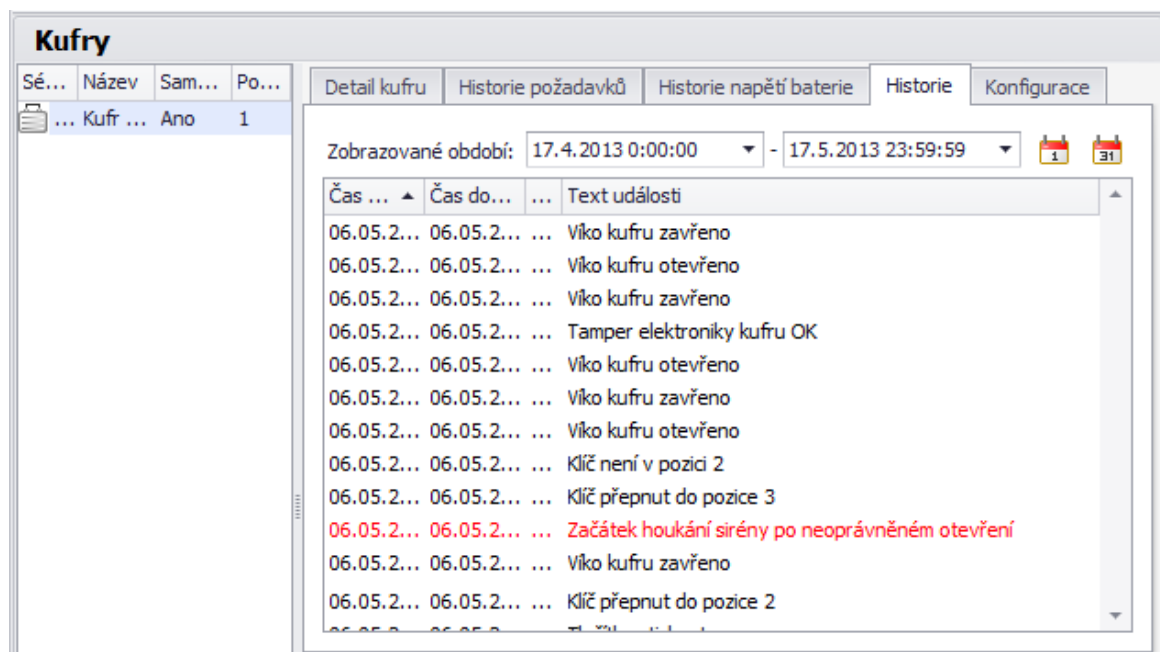 Kufry
Sé... Název Sam... Po...
... Kufr ... Ano 1
Detail kufru Historie požadavků Historie napětí baterie Historie Konfigurace
Zobrazované období: 17.4.2013 0:00:00 - 17.5.2013 23:59:59 1 31
Čas ... Čas do... ... Text události
06.05.2... 06.05.2... ... Víko kufru zavřeno
06.05.2... 06.05.2... ... Víko kufru otevřeno
06.05.2... 06.05.2... ... Víko kufru zavřeno
06.05.2... 06.05.2... ... Tamper elektroniky kufru OK
06.05.2... 06.05.2... ... Víko kufru otevřeno
06.05.2... 06.05.2... ... Víko kufru zavřeno
06.05.2... 06.05.2... ... Víko kufru otevřeno
06.05.2... 06.05.2... ... Klíč není v pozici 2
06.05.2... 06.05.2... ... Klíč přepnut do pozice 3
06.05.2... 06.05.2... ... Začátek houkání sirény po neoprávněném otevření
06.05.2... 06.05.2... ... Víko kufru zavřeno
06.05.2... 06.05.2... ... Klíč přepnut do pozice 2